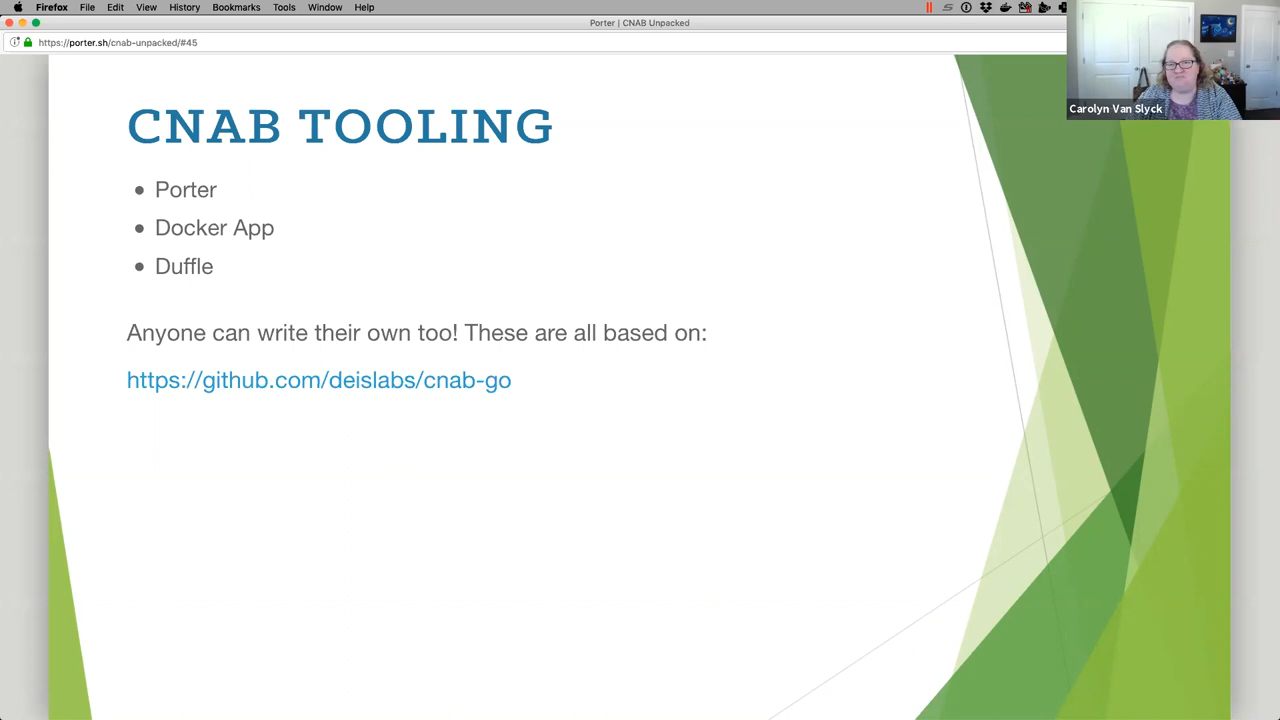 Firefox File Edit View History Bookmarks Tools Window Help
Porter | CNAB Unpacked
https://porter.sh/cnab-unpacked/#45
Carolyn Van Slyck
CNAB TOOLING
• Porter
• Docker App
• Duffle
Anyone can write their own too! These are all based on:
https://github.com/deislabs/cnab-go